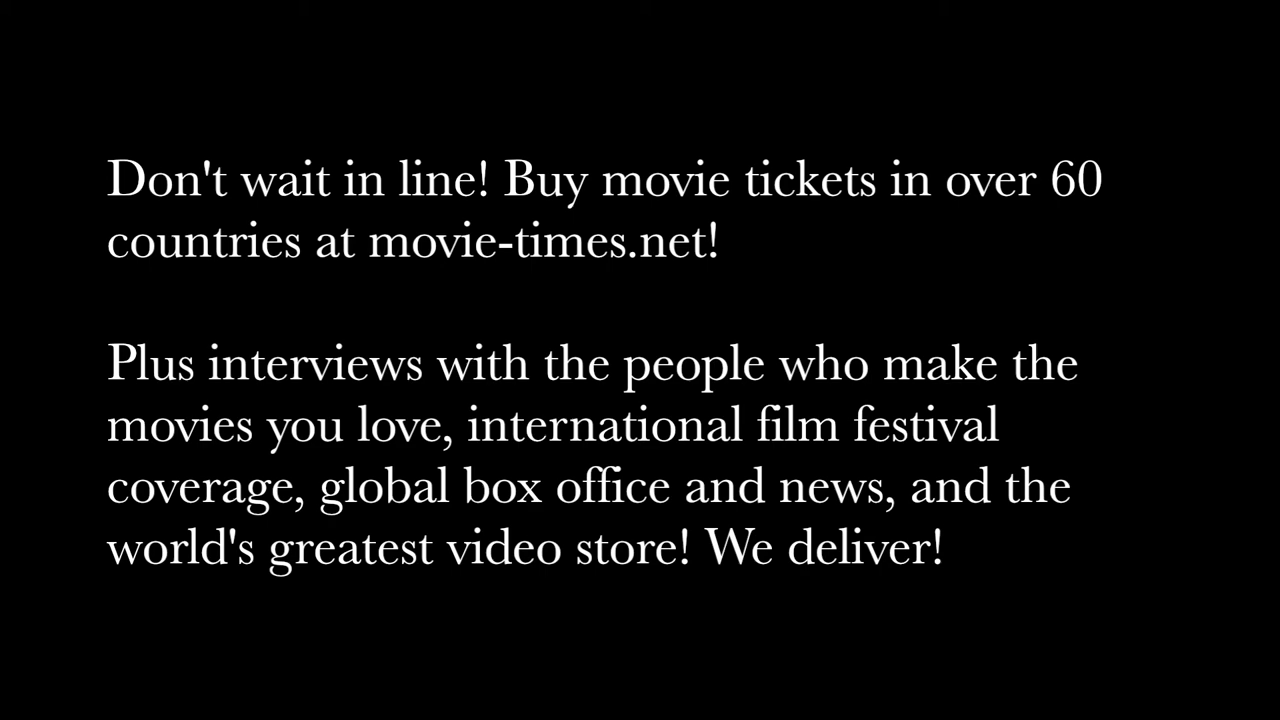 Don't wait in line! Buy movie tickets in over 60
countries at movie-times.net!
Plus interviews with the people who make the
movies you love, international film festival
coverage, global box office and news, and the
world's greatest video store! We deliver!